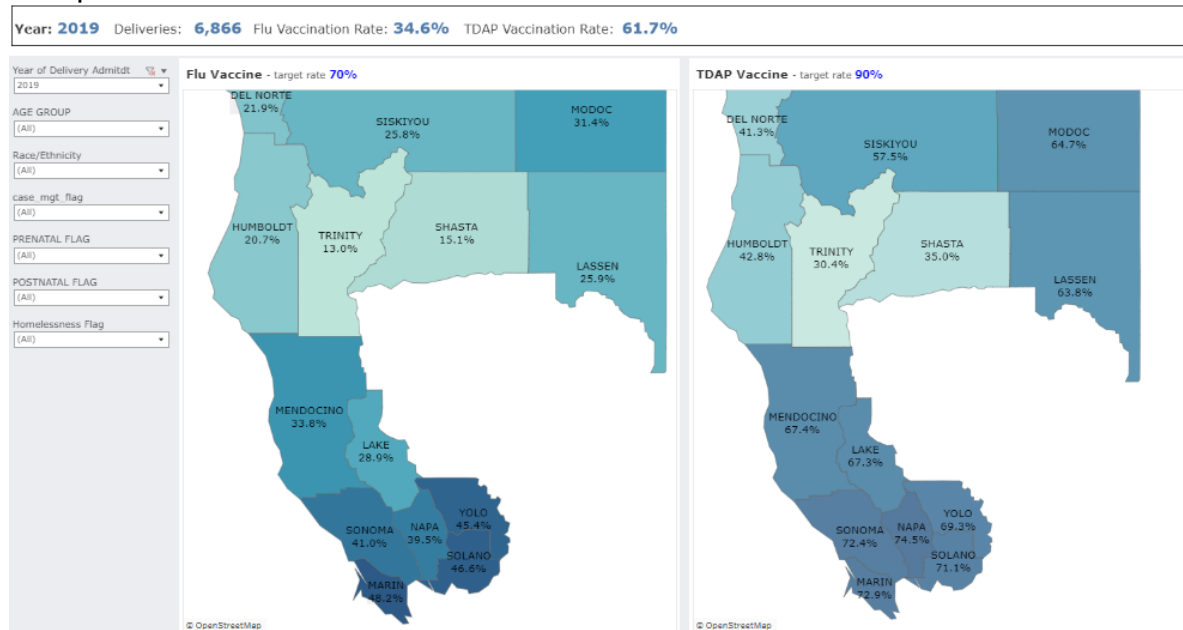 Year: 2019 Deliveries: 6,866 Flu Vaccination Rate: 34.6% TDAP Vaccination Rate: 61.7%
Year of Delivery Admitdt
2019
AGE GROUP
(All)
Race/Ethnicity
(All)
case_mgt_flag
(All)
PRENATAL FLAG
(All)
POSTNATAL FLAG
(All)
Homelessness Flag
(All)
Flu Vaccine - target rate 70%
DEL NORTE
21.9%
SISKIYOU
25.8%
MODOC
31.4%
HUMBOLDT
20.7%
TRINITY
13.0%
SHASTA
15.1%
LASSEN
25.9%
MENDOCINO
33.8%
LAKE
28.9%
SONOMA
41.0%
NAPA
39.5%
YOLO
45.4%
SOLANO
46.6%
MARIN
48.2%
© OpenStreetMap
TDAP Vaccine - target rate 90%
DEL NORTE
41.3%
SISKIYOU
57.5%
MODOC
64.7%
HUMBOLDT
42.8%
TRINITY
30.4%
SHASTA
35.0%
LASSEN
63.8%
MENDOCINO
67.4%
LAKE
67.3%
SONOMA
72.4%
NAPA
74.5%
YOLO
69.3%
SOLANO
71.1%
MARIN
72.9%
© OpenStreetMap